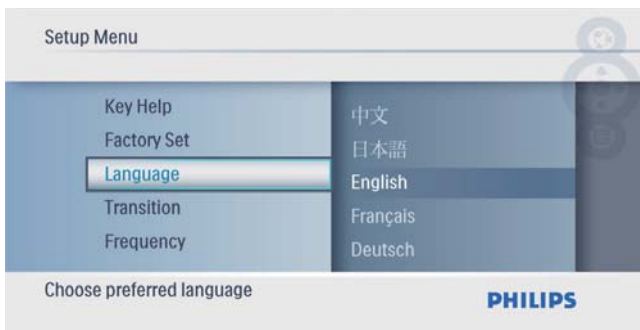 Setup Menu
Key Help
Factory Set
Language
Transition
Frequency
中文
日本語
English
Français
Deutsch
Choose preferred language
PHILIPS